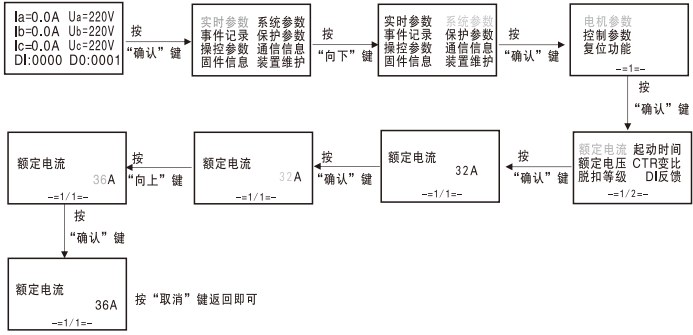 Ia=0.0A Ua=220V
Ib=0.0A Ub=220V
Ic=0.0A Uc=220V
DI:0000 DO:0001
按
“确认”键
实时参数 系统参数
事件记录 保护参数
操控参数 通信信息
固件信息 装置维护
按
“向下”键
实时参数 系统参数
事件记录 保护参数
操控参数 通信信息
固件信息 装置维护
按
“确认”键
电机参数
控制参数
复位功能
-=1=-
按
“确认”键
额定电流 起动时间
额定电压 CTR变比
脱扣等级 DI反馈
-=1/2=-
按
“确认”键
额定电流
32A
-=1/1=-
按
“确认”键
额定电流
32A
-=1/1=-
按
“向上”键
额定电流
36A
-=1/1=-
按
“确认”键
额定电流
36A
-=1/1=-
按“取消”键返回即可